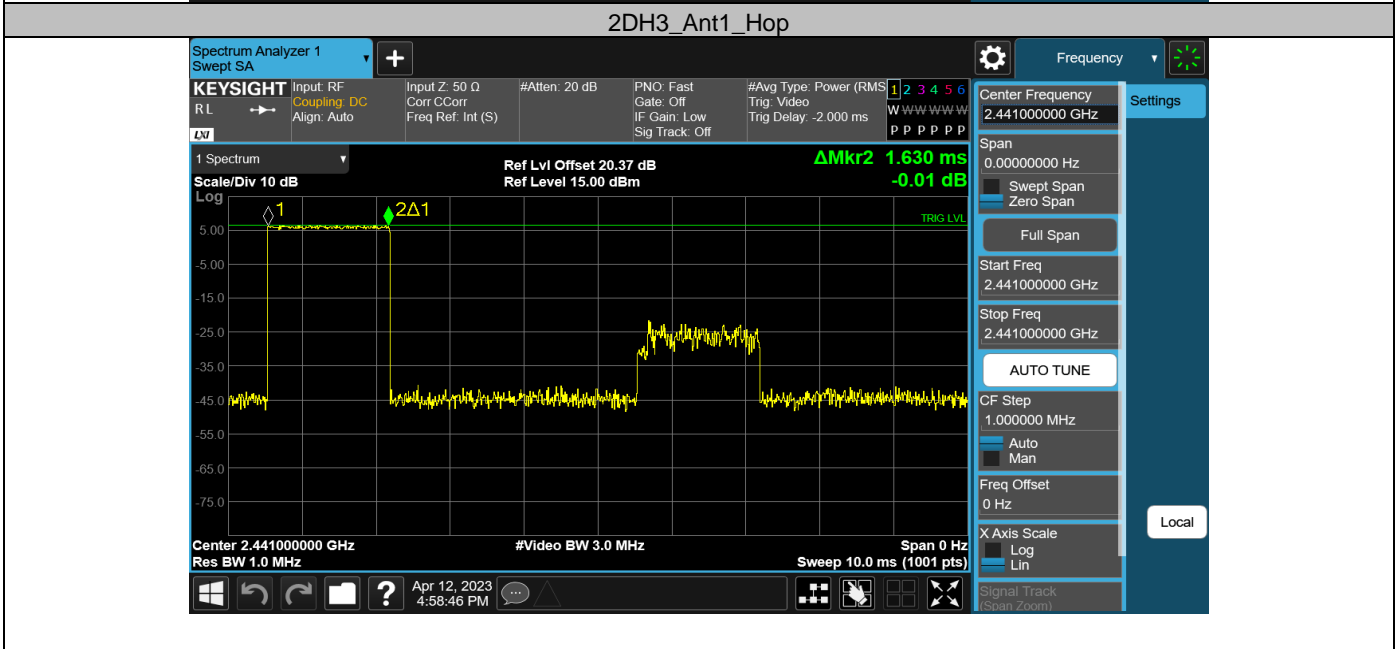 2DH3_Ant1_Hop
Spectrum Analyzer 1
Swept SA
Frequency
KEYSIGHT
RL
LXI
Input: RF
Coupling: DC
Align: Auto
Input Z: 50 Ω
Corr CCorr
Freq Ref: Int (S)
#Atten: 20 dB
PNO: Fast
Gate: Off
IF Gain: Low
Sig Track: Off
#Avg Type: Power (RMS
Trig: Video
Trig Delay: -2.000 ms
1 2 3 4 5 6
W W W W W W
P P P P P P
1 Spectrum
Scale/Div 10 dB
Log
Ref Lvl Offset 20.37 dB
Ref Level 15.00 dBm
ΔMkr2 1.630 ms
-0.01 dB
1
2Δ1
TRIG LVL
5.00
-5.00
-15.0
-25.0
-35.0
-45.0
-55.0
-65.0
-75.0
Center 2.441000000 GHz
Res BW 1.0 MHz
#Video BW 3.0 MHz
Span 0 Hz
Sweep 10.0 ms (1001 pts)
Apr 12, 2023
4:58:46 PM
Center Frequency
2.441000000 GHz
Span
0.00000000 Hz
Swept Span
Zero Span
Full Span
Start Freq
2.441000000 GHz
Stop Freq
2.441000000 GHz
AUTO TUNE
CF Step
1.000000 MHz
Auto
Man
Freq Offset
0 Hz
X Axis Scale
Log
Lin
Signal Track
(Span Zoom)
Settings
Local